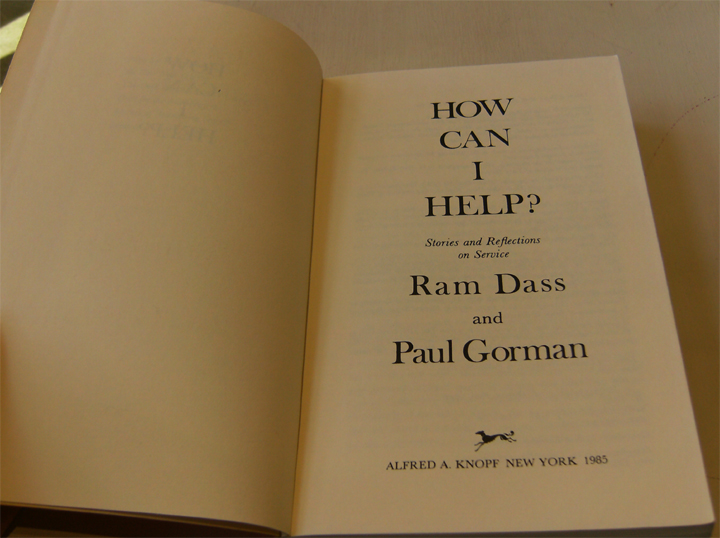 HOW
CAN
I
HELP?
Stories and Reflections
on Service
Ram Dass
and
Paul Gorman
ALFRED A. KNOPF NEW YORK 1985